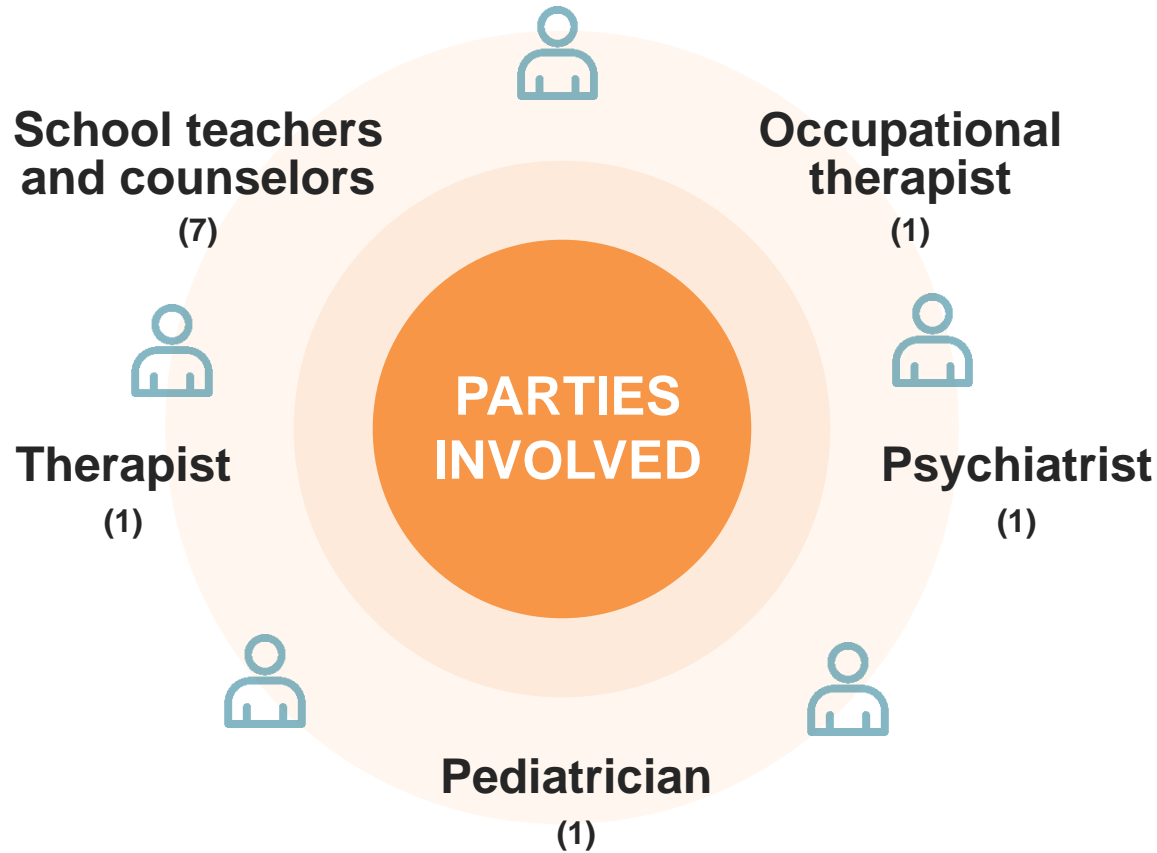 School teachers
and counselors
(7)
Occupational
therapist
(1)
PARTIES
INVOLVED
Therapist
(1)
Psychiatrist
(1)
Pediatrician
(1)